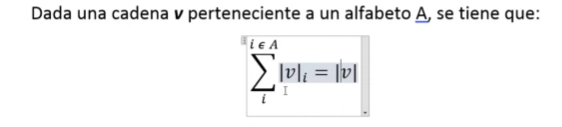 Dada una cadena v perteneciente a un alfabeto A, se tiene que:
i ϵ A
∑ |v|ᵢ = |v|
i